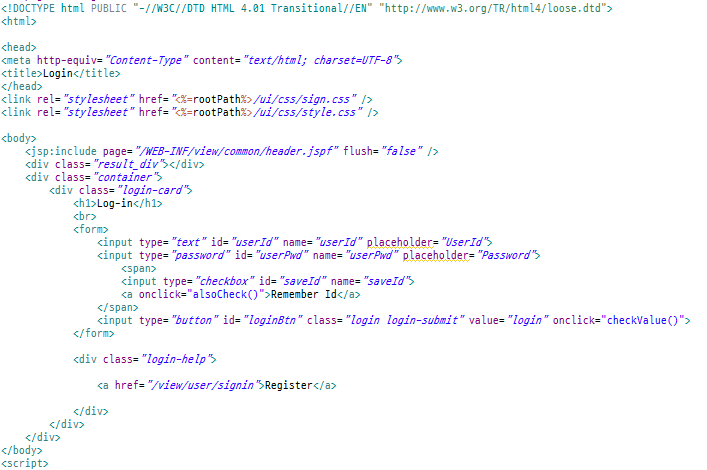 <!DOCTYPE html PUBLIC "-//W3C//DTD HTML 4.01 Transitional//EN" "http://www.w3.org/TR/html4/loose.dtd">
<html>
<head>
<meta http-equiv="Content-Type" content="text/html; charset=UTF-8">
<title>Login</title>
</head>
<link rel="stylesheet" href="<%=rootPath%>/ui/css/sign.css" />
<link rel="stylesheet" href="<%=rootPath%>/ui/css/style.css" />
<body>
<jsp:include page="/WEB-INF/view/common/header.jspf" flush="false" />
<div class="result_div"></div>
<div class="container">
<div class="login-card">
<h1>Log-in</h1>
<br>
<form>
<input type="text" id="userId" name="userId" placeholder="UserId">
<input type="password" id="userPwd" name="userPwd" placeholder="Password">
<span>
<input type="checkbox" id="saveId" name="saveId">
<a onclick="alsoCheck()">Remember Id</a>
</span>
<input type="button" id="loginBtn" class="login login-submit" value="login" onclick="checkValue()">
</form>
<div class="login-help">
<a href="/view/user/signin">Register</a>
</div>
</div>
</div>
</body>
<script>